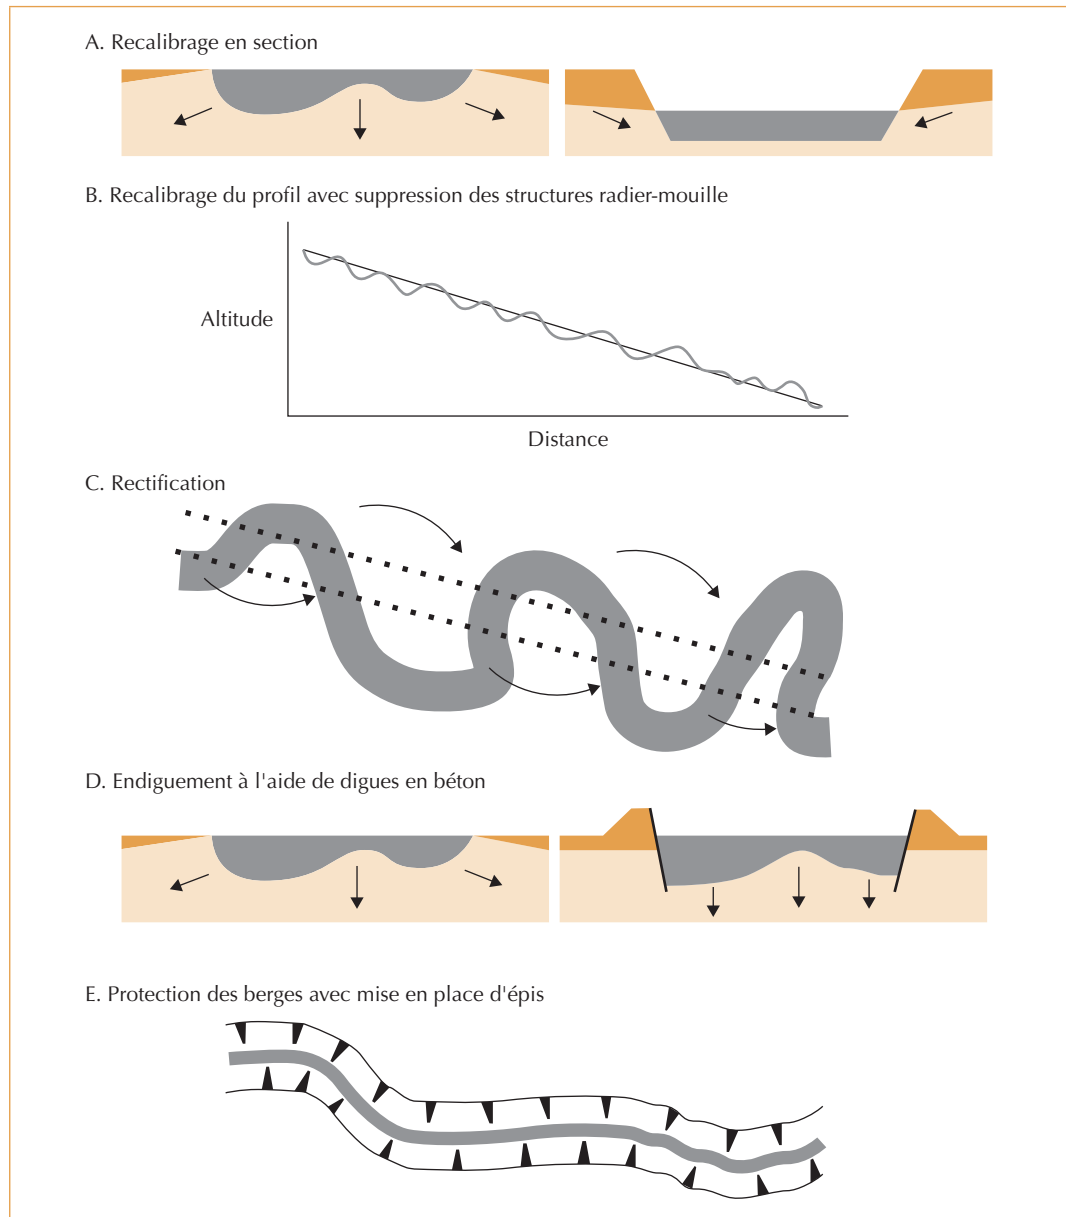 A. Recalibrage en section
B. Recalibrage du profil avec suppression des structures radier-mouille
Altitude
Distance
C. Rectification
D. Endiguement à l'aide de digues en béton
E. Protection des berges avec mise en place d'épis